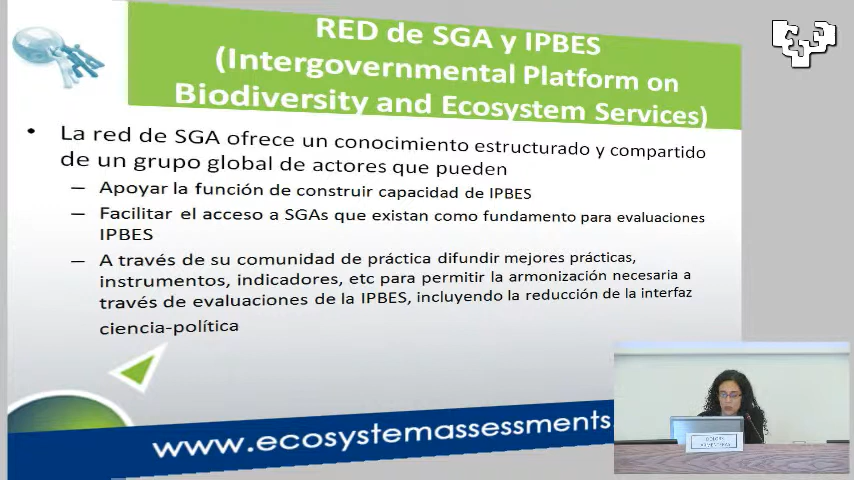 RED de SGA y IPBES
(Intergovernmental Platform on
Biodiversity and Ecosystem Services)
• La red de SGA ofrece un conocimiento estructurado y compartido
de un grupo global de actores que pueden
– Apoyar la función de construir capacidad de IPBES
– Facilitar el acceso a SGAs que existan como fundamento para evaluaciones
IPBES
– A través de su comunidad de práctica difundir mejores prácticas,
instrumentos, indicadores, etc para permitir la armonización necesaria a
través de evaluaciones de la IPBES, incluyendo la reducción de la interfaz
ciencia-política
www.ecosystemassessments.